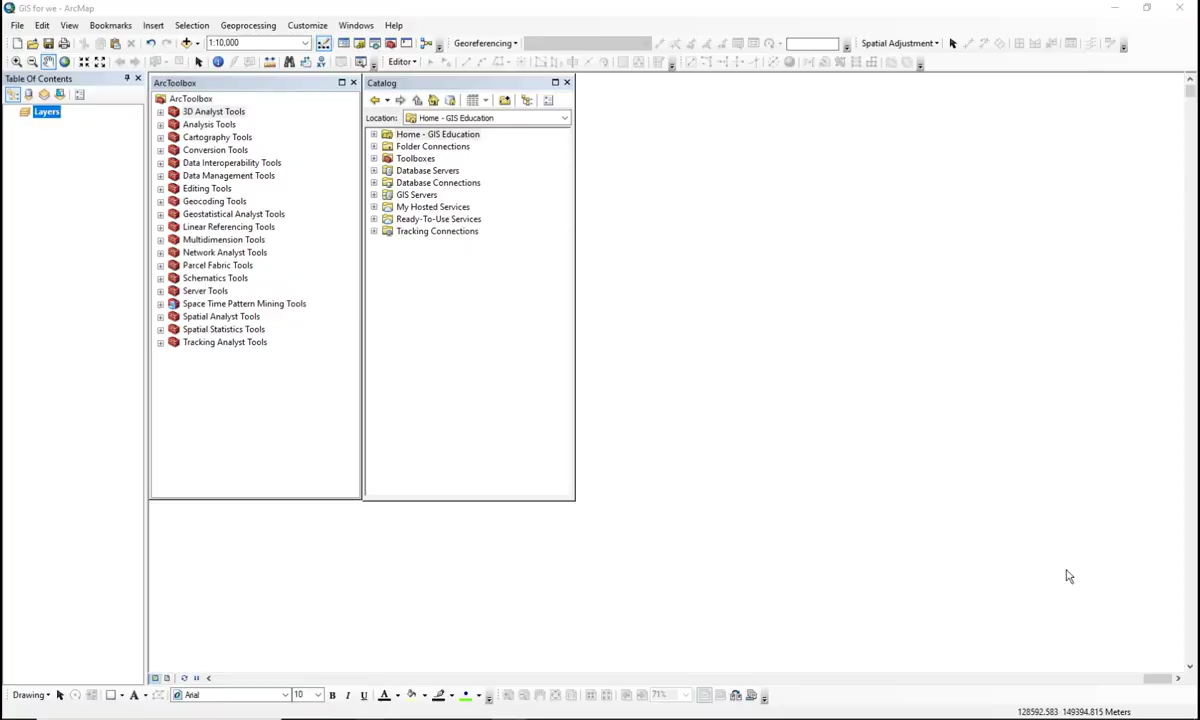 GIS for we - ArcMap
File Edit View Bookmarks Insert Selection Geoprocessing Customize Windows Help
1:10,000 Georeferencing Spatial Adjustment
Editor
Table Of Contents
Layers
ArcToolbox
ArcToolbox
3D Analyst Tools
Analysis Tools
Cartography Tools
Conversion Tools
Data Interoperability Tools
Data Management Tools
Editing Tools
Geocoding Tools
Geostatistical Analyst Tools
Linear Referencing Tools
Multidimension Tools
Network Analyst Tools
Parcel Fabric Tools
Schematics Tools
Server Tools
Space Time Pattern Mining Tools
Spatial Analyst Tools
Spatial Statistics Tools
Tracking Analyst Tools
Catalog
Location: Home - GIS Education
Home - GIS Education
Folder Connections
Toolboxes
Database Servers
Database Connections
GIS Servers
My Hosted Services
Ready-To-Use Services
Tracking Connections
Drawing A Arial 10 B I U A 71%
128592.583 149394.815 Meters